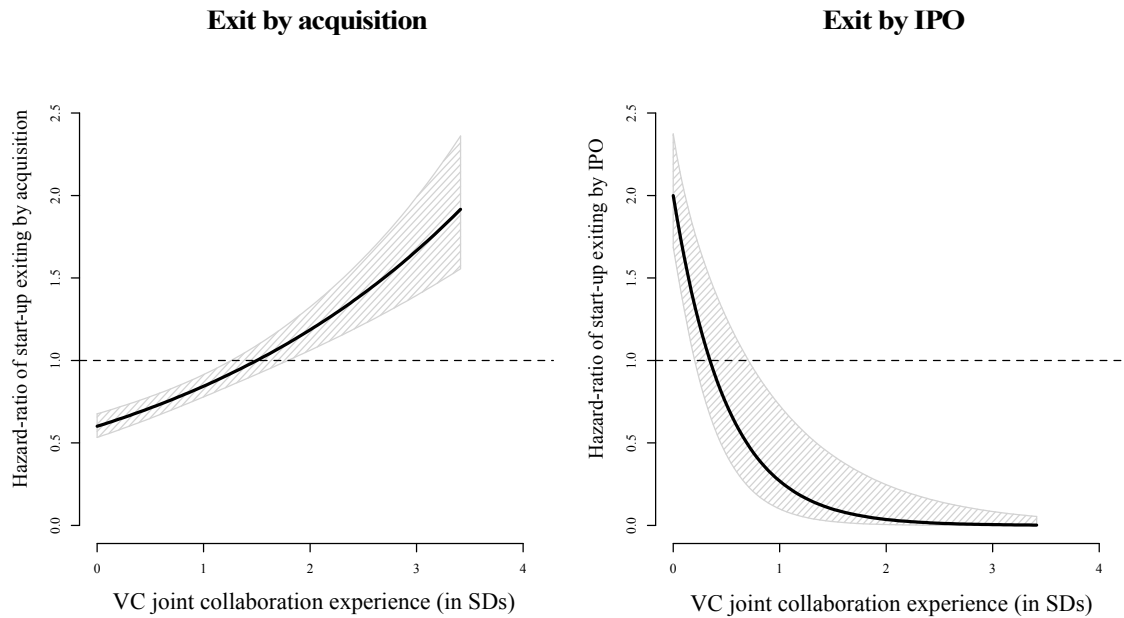 Exit by acquisition
Hazard-ratio of start-up exiting by acquisition
2.5
2.0
1.5
1.0
0.5
0.0
0 1 2 3 4
VC joint collaboration experience (in SDs)
Exit by IPO
Hazard-ratio of start-up exiting by IPO
2.5
2.0
1.5
1.0
0.5
0.0
0 1 2 3 4
VC joint collaboration experience (in SDs)